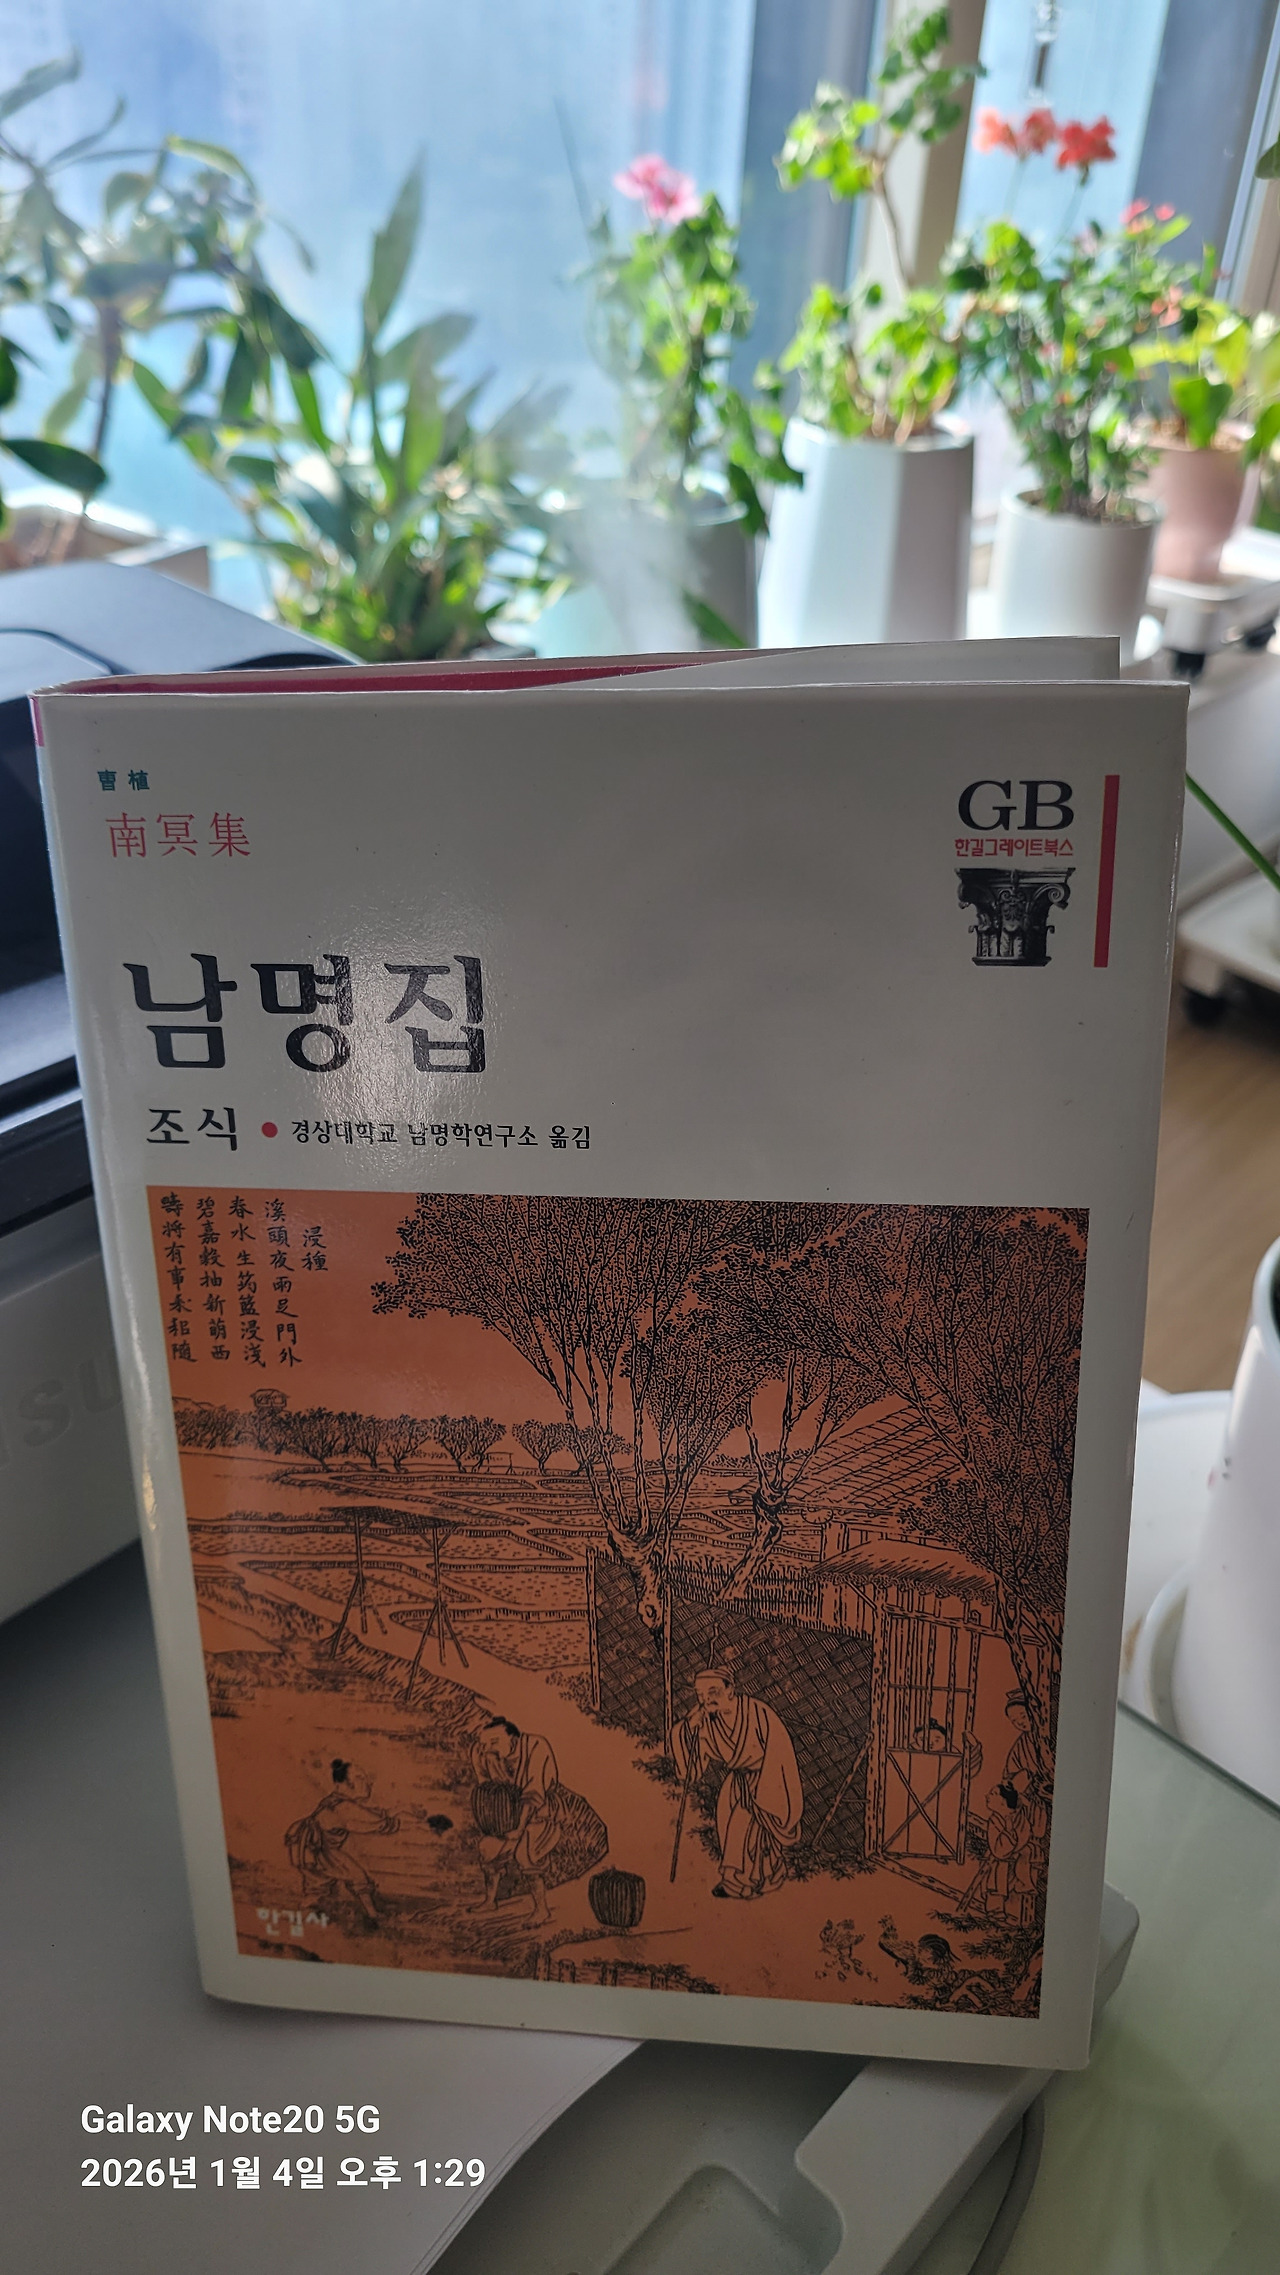 曺植
南冥集
GB
한길그레이트북스
남명집
조식 • 경상대학교 남명학연구소 옮김
浸種
溪頭夜雨足門外
春水生筠籃浸淺
碧嘉穀抽新萌西
疇將有事耒耜隨
한길사
Galaxy Note20 5G
2026년 1월 4일 오후 1:29